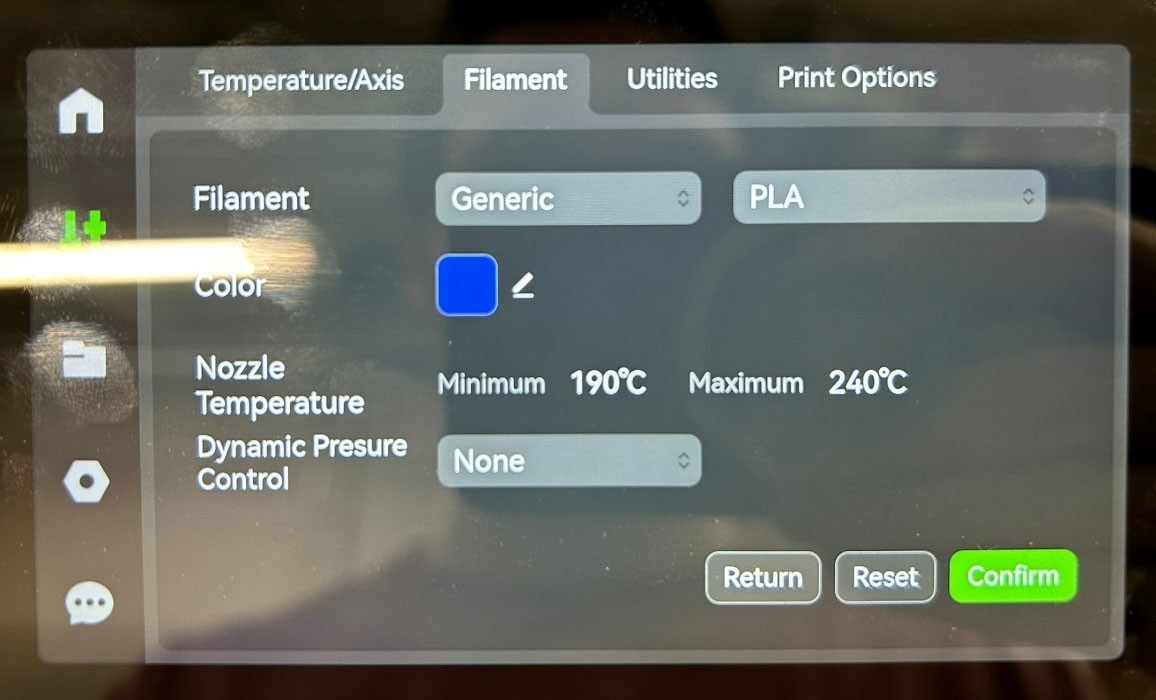 Temperature/Axis Filament Utilities Print Options
Filament Generic PLA
Color
Nozzle
Temperature
Minimum 190℃ Maximum 240℃
Dynamic Presure
Control
None
Return Reset Confirm